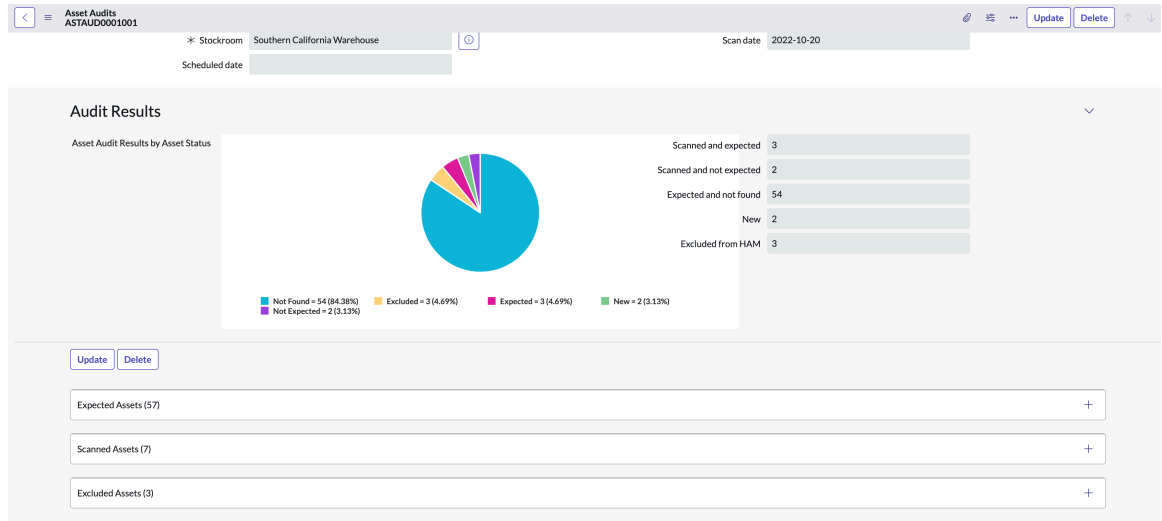 Asset Audits
ASTAUD0001001
Update
Delete
Stockroom
Southern California Warehouse
Scan date
2022-10-20
Scheduled date
Audit Results
Asset Audit Results by Asset Status
Scanned and expected
3
Scanned and not expected
2
Expected and not found
54
New
2
Excluded from HAM
3
Not Found = 54 (84.38%)
Excluded = 3 (4.69%)
Expected = 3 (4.69%)
New = 2 (3.13%)
Not Expected = 2 (3.13%)
Update
Delete
Expected Assets (57)
Scanned Assets (7)
Excluded Assets (3)